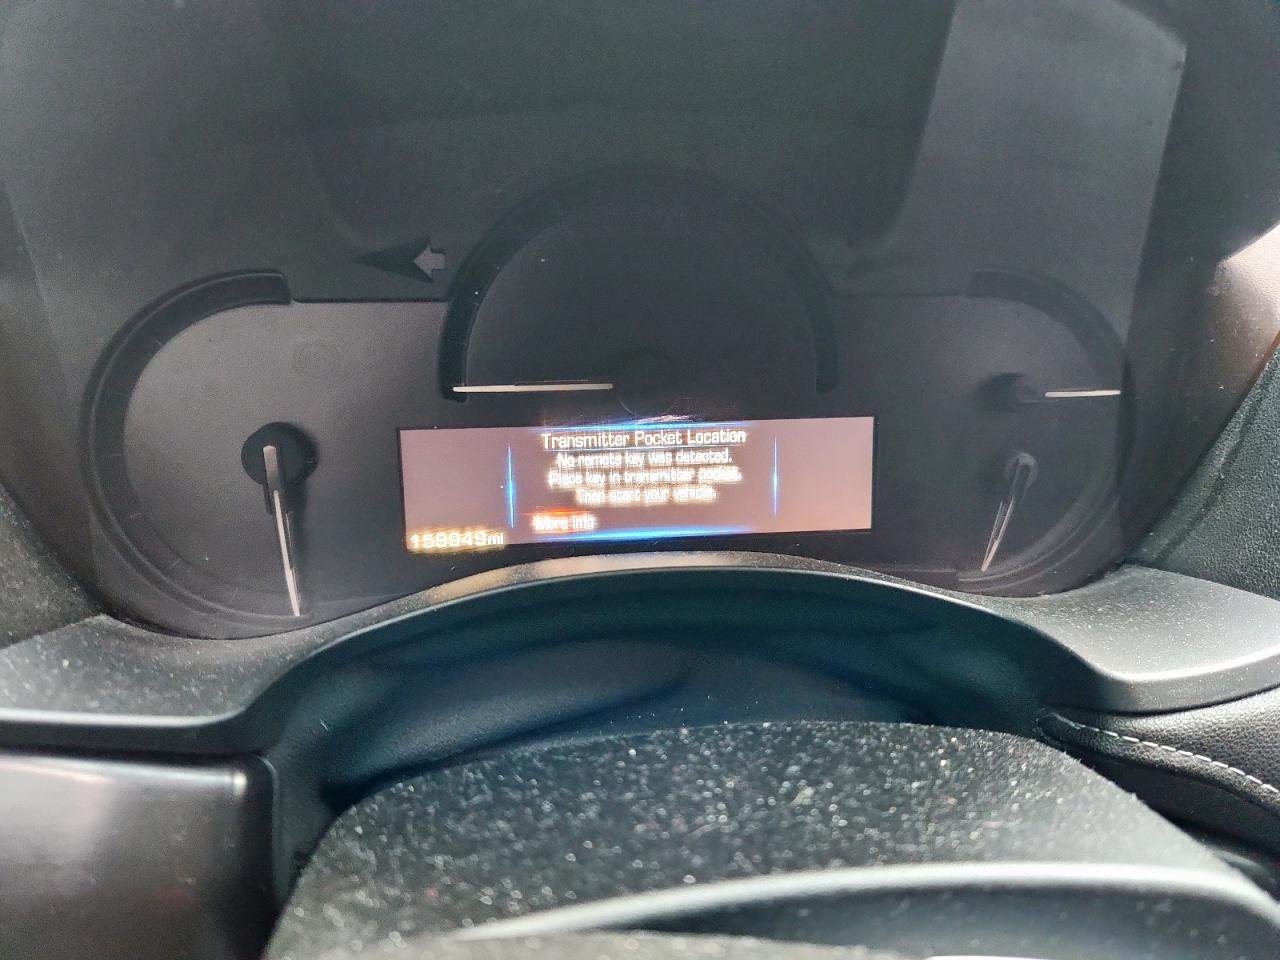 Transmitter Pocket Location
No remote key was detected.
Place key in transmitter pocket.
Then start your vehicle.
More Info
159949mi